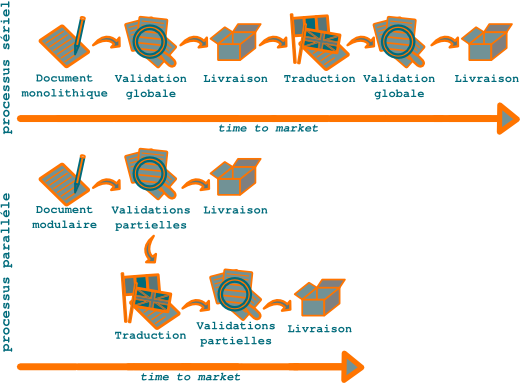 processus sériel
Document monolithique
Validation globale
Livraison
Traduction
Validation globale
Livraison
time to market
processus parallèle
Document modulaire
Validations partielles
Livraison
Traduction
Validations partielles
Livraison
time to market